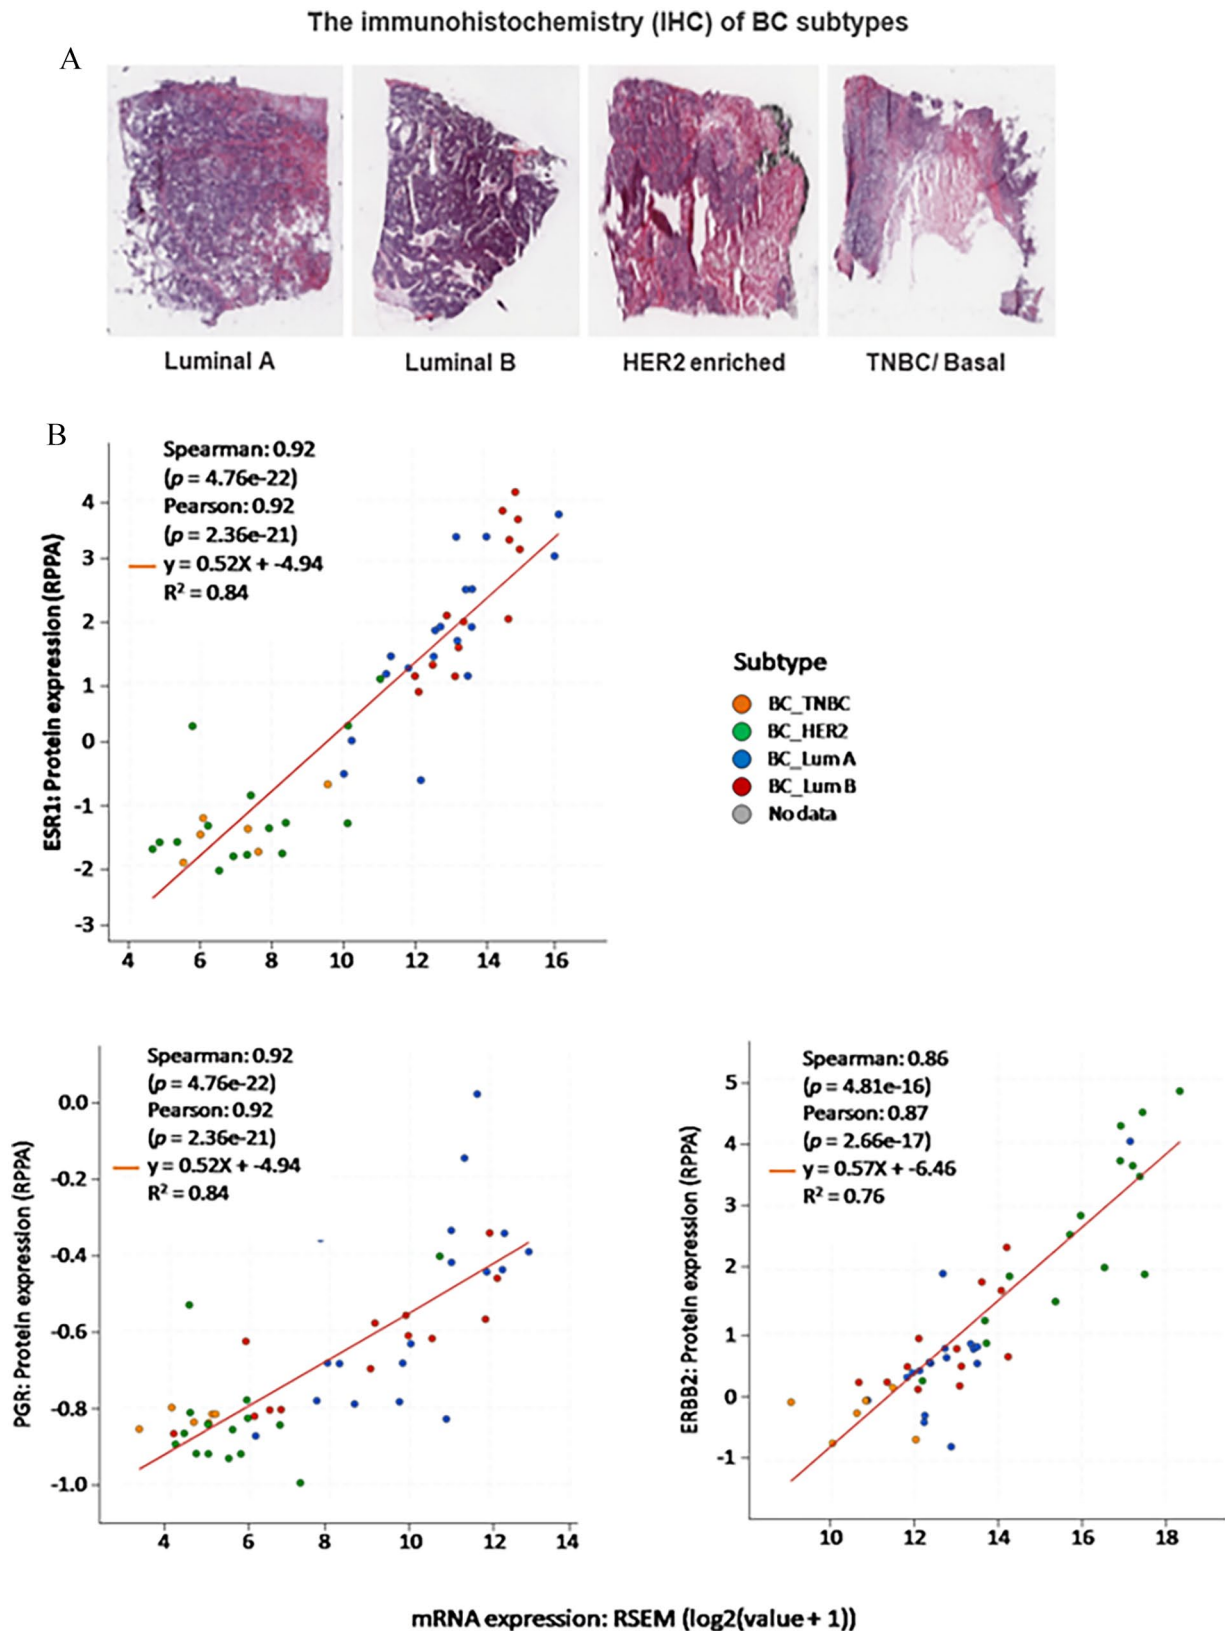 The immunohistochemistry (IHC) of BC subtypes
A
Luminal A
Luminal B
HER2 enriched
TNBC/ Basal
B
Spearman: 0.92
(p = 4.76e-22)
Pearson: 0.92
(p = 2.36e-21)
y = 0.52X + -4.94
R² = 0.84
ESR1: Protein expression (RPPA)
4
3
2
1
0
-1
-2
-3
4 6 8 10 12 14 16
Subtype
BC_TNBC
BC_HER2
BC_Lum A
BC_Lum B
No data
Spearman: 0.92
(p = 4.76e-22)
Pearson: 0.92
(p = 2.36e-21)
y = 0.52X + -4.94
R² = 0.84
PGR: Protein expression (RPPA)
0.0
-0.2
-0.4
-0.6
-0.8
-1.0
4 6 8 10 12 14
Spearman: 0.86
(p = 4.81e-16)
Pearson: 0.87
(p = 2.66e-17)
y = 0.57X + -6.46
R² = 0.76
ERBB2: Protein expression (RPPA)
5
4
3
2
1
0
-1
10 12 14 16 18
mRNA expression: RSEM (log2(value + 1))